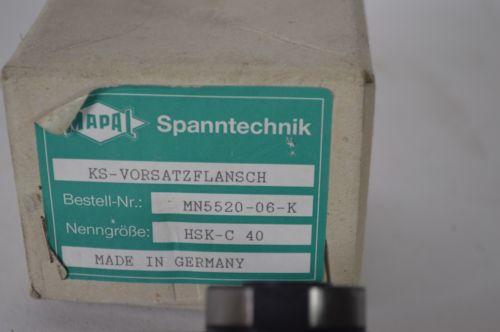 MAPAL Spanntechnik
KS-VORSATZFLANSCH
Bestell-Nr.: MN5520-06-K
Nenngröße: HSK-C 40
MADE IN GERMANY